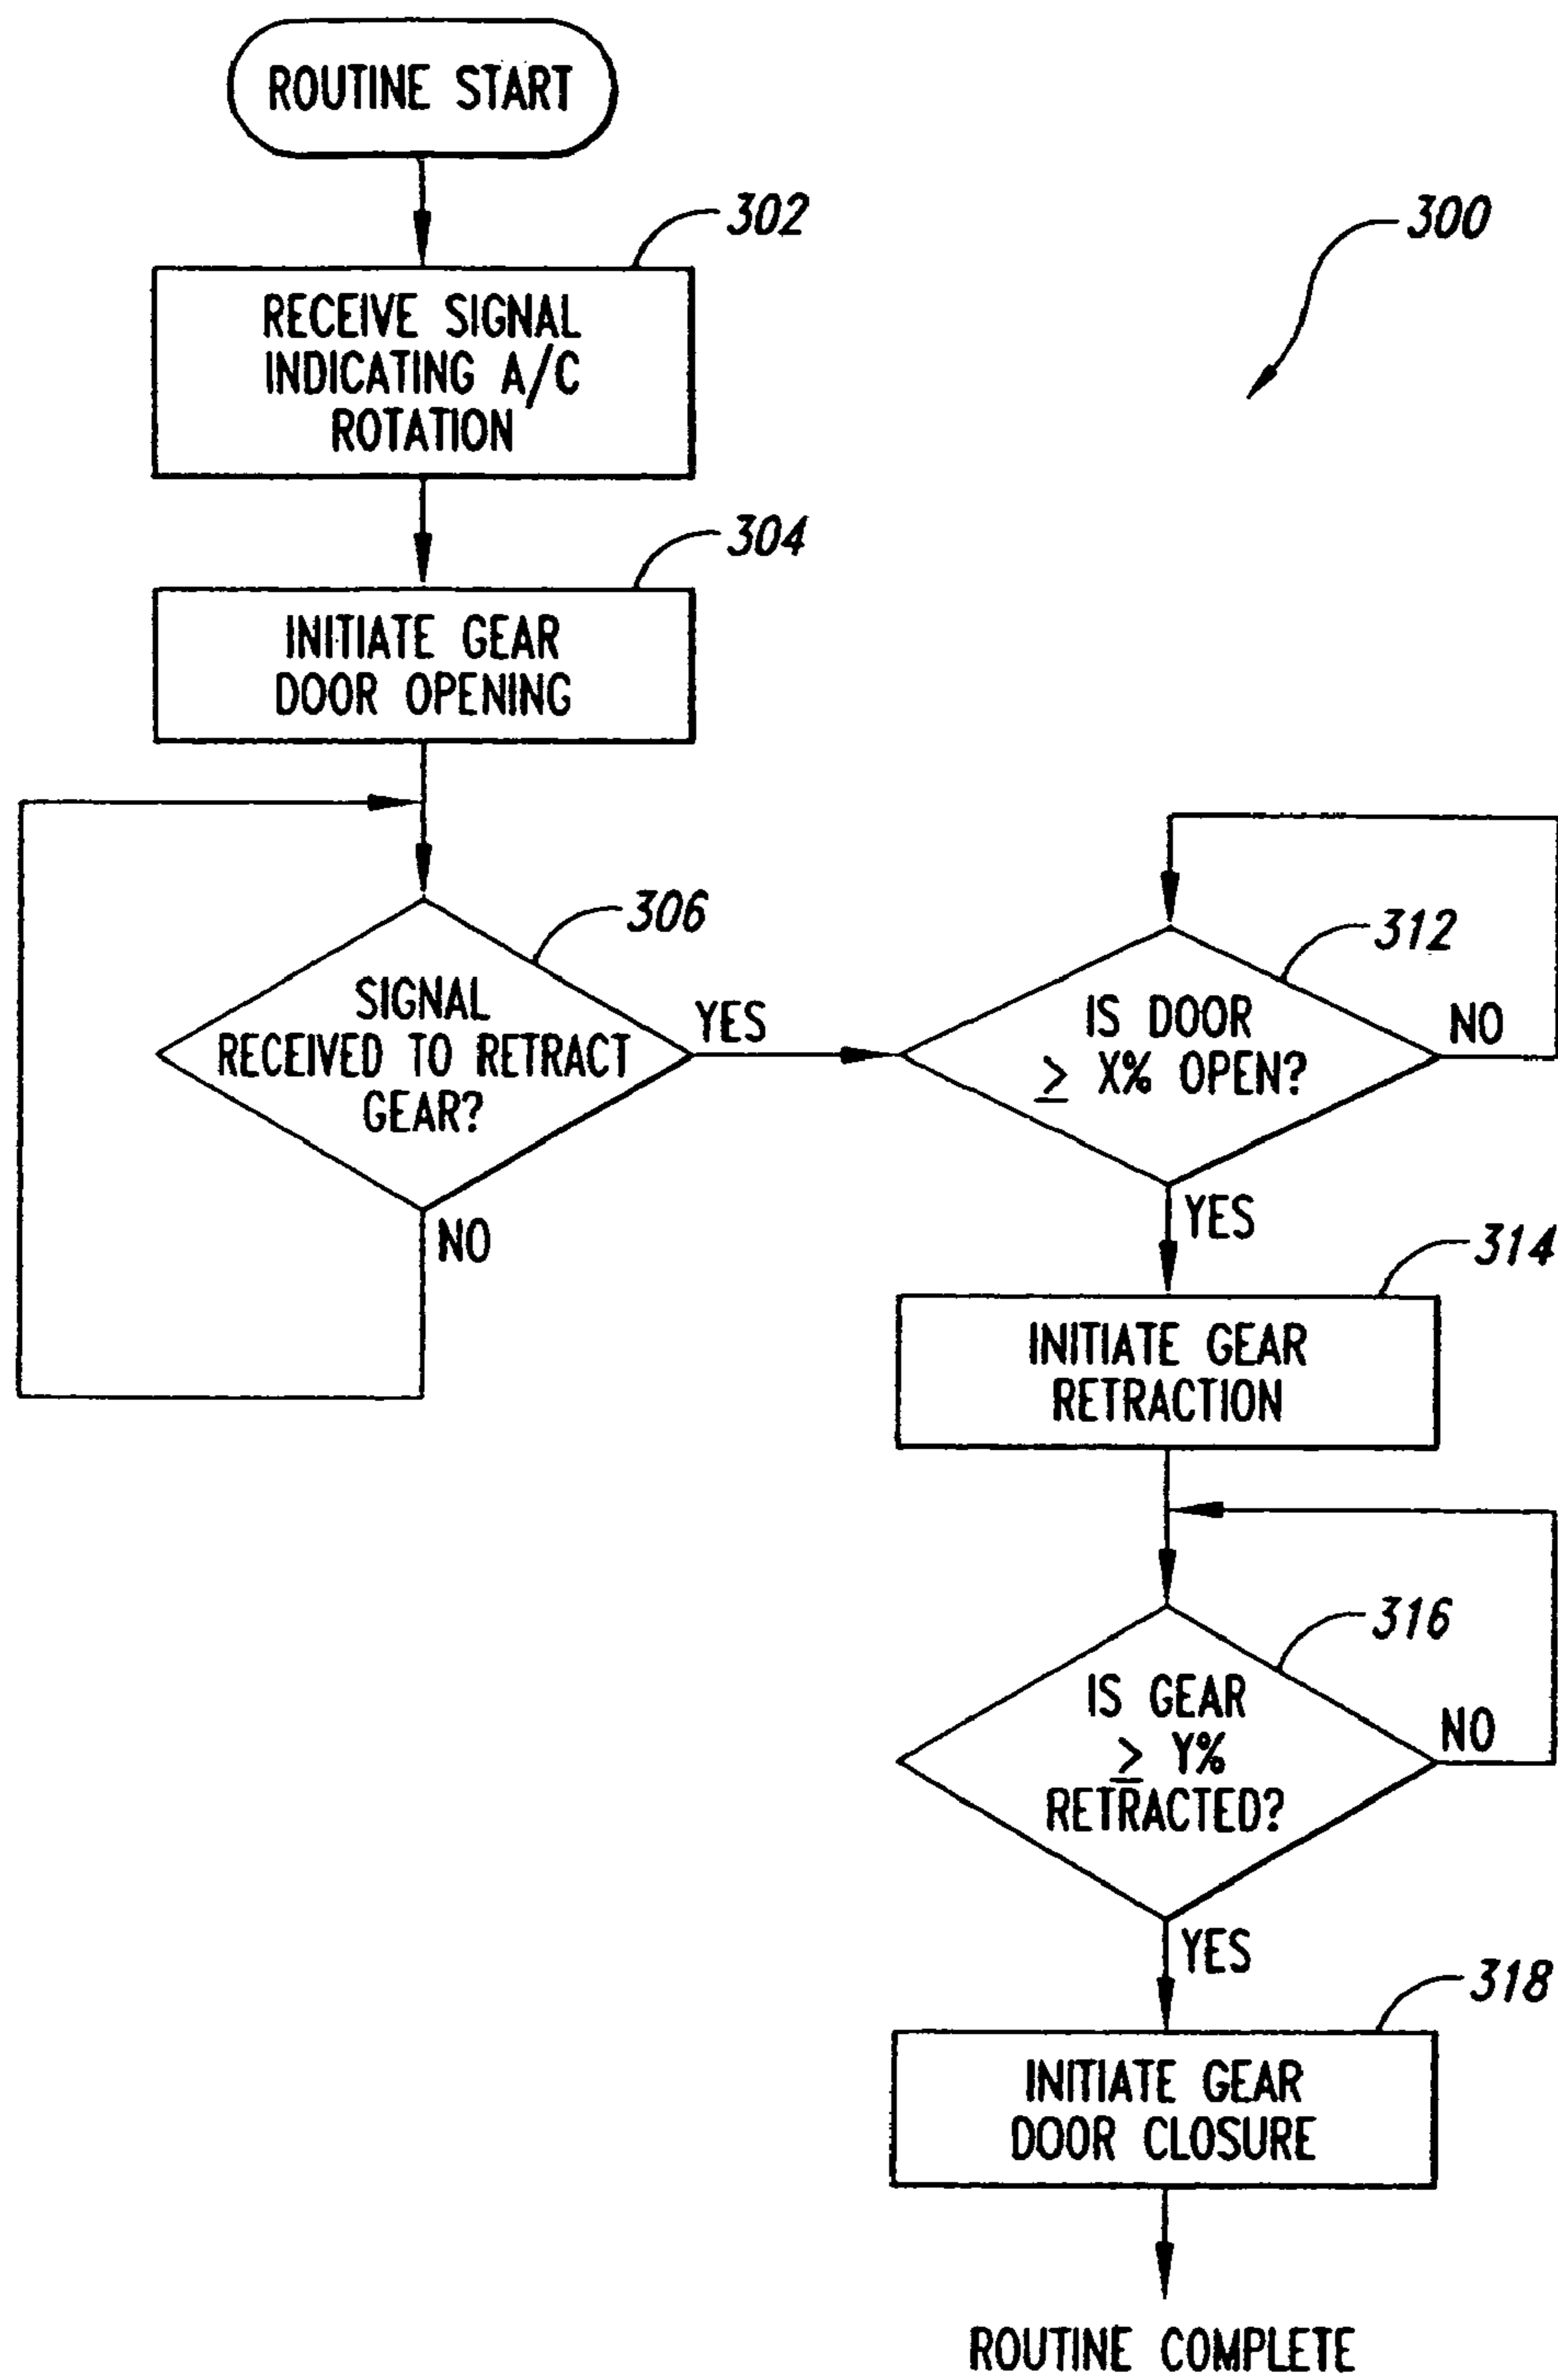 ROUTINE START
302
300
RECEIVE SIGNAL
INDICATING A/C
ROTATION
304
INITIATE GEAR
DOOR OPENING
306
SIGNAL
RECEIVED TO RETRACT
GEAR?
YES
NO
312
IS DOOR
≥ X% OPEN?
NO
YES
314
INITIATE GEAR
RETRACTION
316
IS GEAR
≥ Y%
RETRACTED?
NO
YES
318
INITIATE GEAR
DOOR CLOSURE
ROUTINE COMPLETE